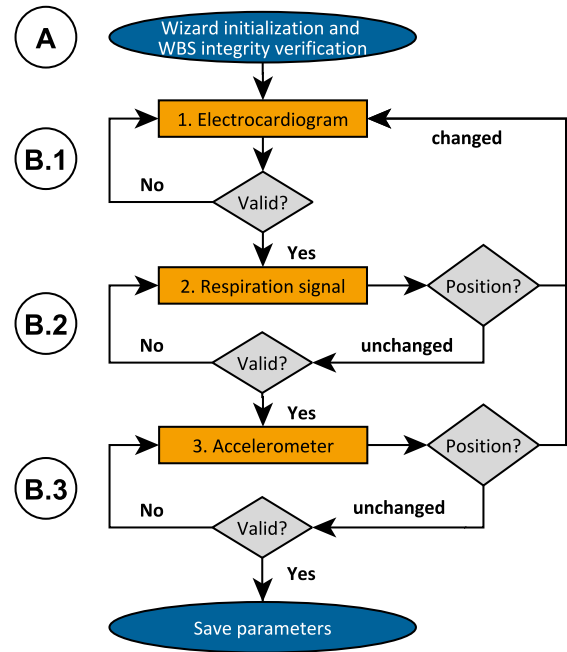 A
Wizard initialization and
WBS integrity verification
1. Electrocardiogram
changed
B.1
No
Valid?
Yes
2. Respiration signal
Position?
B.2
No
Valid?
unchanged
Yes
3. Accelerometer
Position?
B.3
No
Valid?
unchanged
Yes
Save parameters